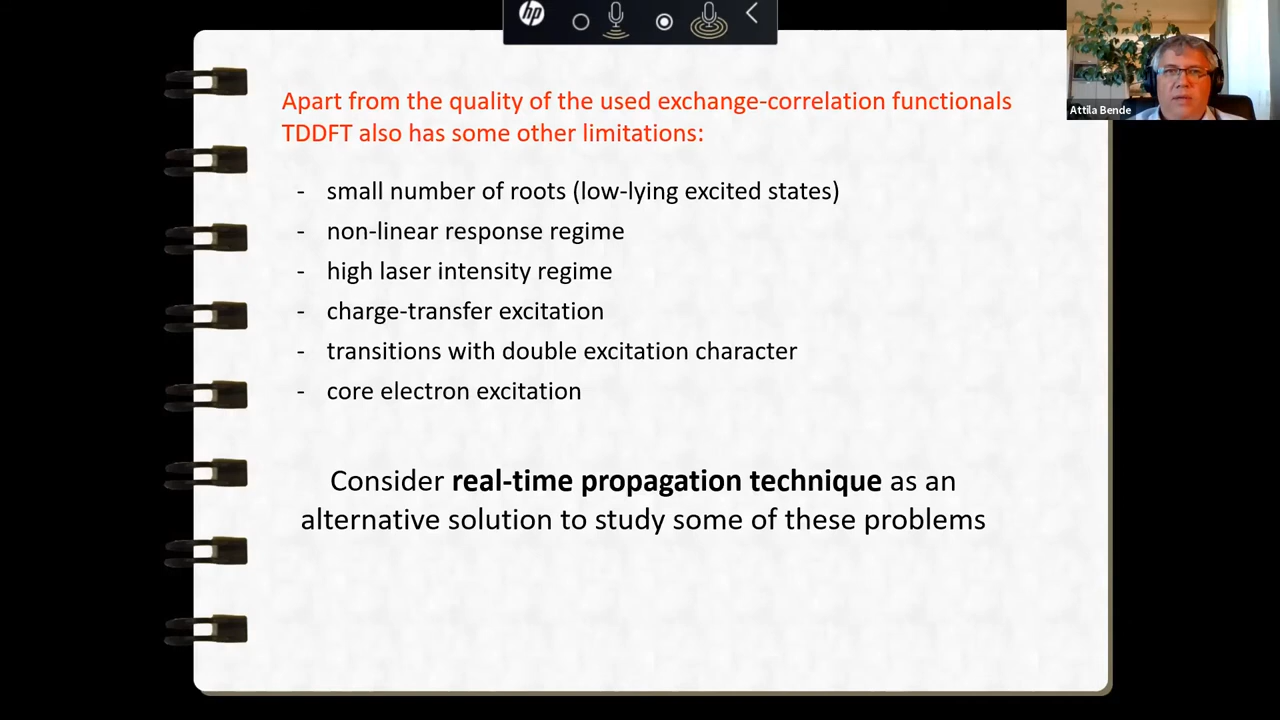 hp
Apart from the quality of the used exchange-correlation functionals
TDDFT also has some other limitations:
Attila Bende
- small number of roots (low-lying excited states)
- non-linear response regime
- high laser intensity regime
- charge-transfer excitation
- transitions with double excitation character
- core electron excitation
Consider real-time propagation technique as an
alternative solution to study some of these problems